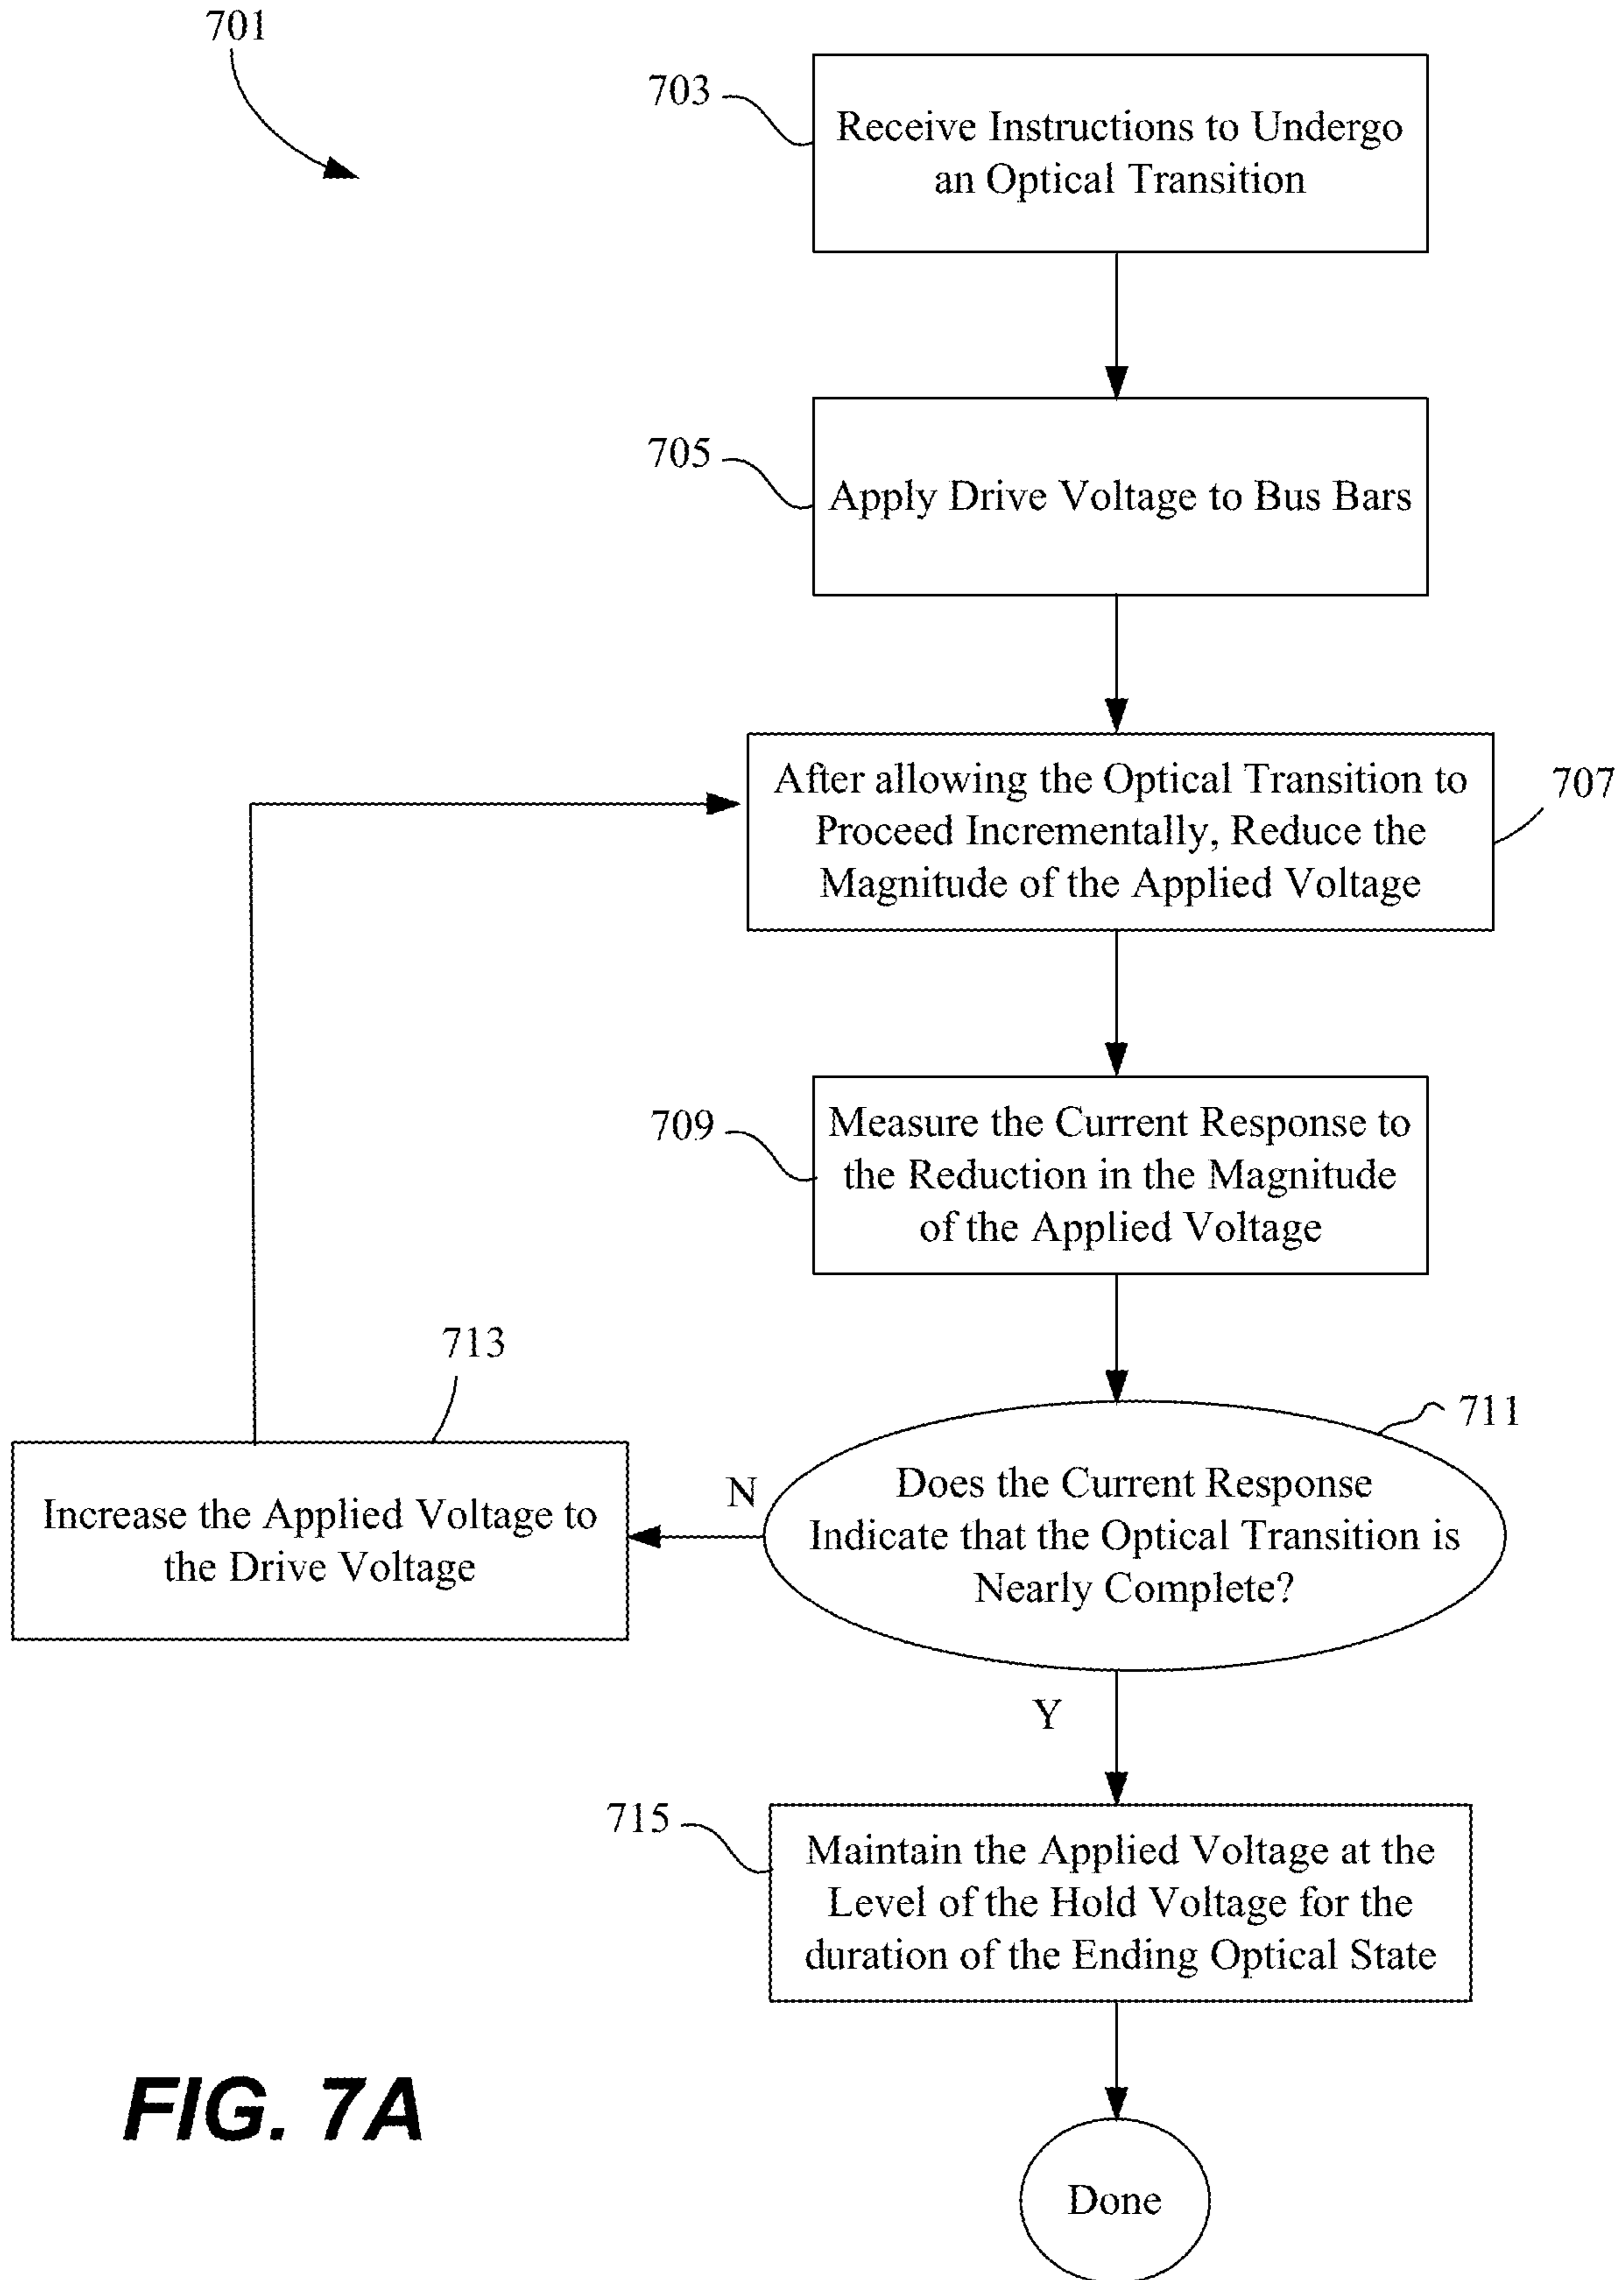 701
703
Receive Instructions to Undergo
an Optical Transition
705
Apply Drive Voltage to Bus Bars
After allowing the Optical Transition to
Proceed Incrementally, Reduce the
Magnitude of the Applied Voltage
707
709
Measure the Current Response to
the Reduction in the Magnitude
of the Applied Voltage
713
Increase the Applied Voltage to
the Drive Voltage
N
711
Does the Current Response
Indicate that the Optical Transition is
Nearly Complete?
Y
715
Maintain the Applied Voltage at the
Level of the Hold Voltage for the
duration of the Ending Optical State
Done
FIG. 7A